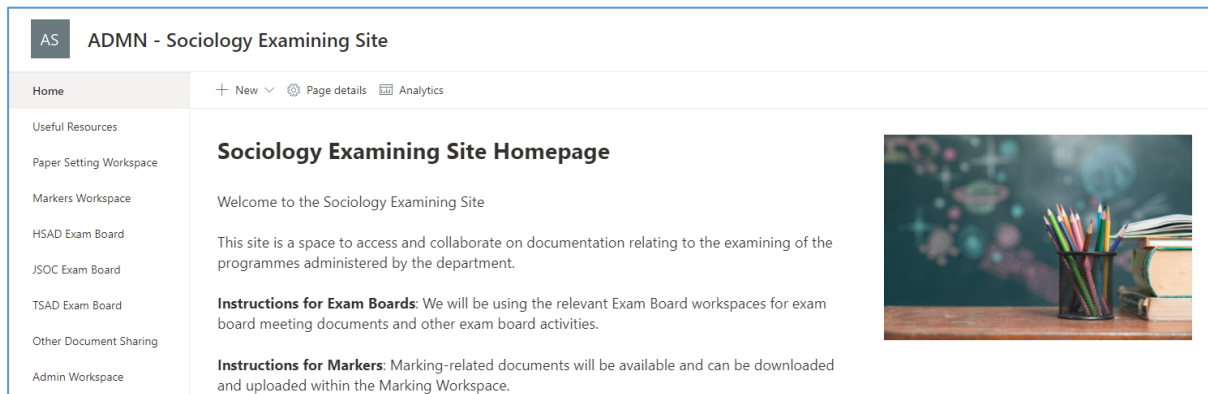 AS
ADMN - Sociology Examining Site
Home
New
Page details
Analytics
Useful Resources
Paper Setting Workspace
Markers Workspace
HSAD Exam Board
JSOC Exam Board
TSAD Exam Board
Other Document Sharing
Admin Workspace
Sociology Examining Site Homepage
Welcome to the Sociology Examining Site
This site is a space to access and collaborate on documentation relating to the examining of the
programmes administered by the department.
Instructions for Exam Boards: We will be using the relevant Exam Board workspaces for exam
board meeting documents and other exam board activities.
Instructions for Markers: Marking-related documents will be available and can be downloaded
and uploaded within the Marking Workspace.